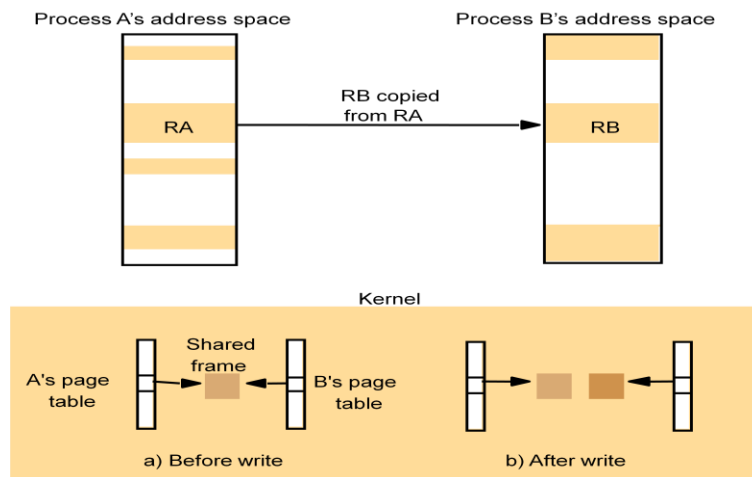 Process A's address space
Process B's address space
RB copied
from RA
RA
RB
Kernel
Shared
frame
A's page
table
B's page
table
a) Before write
b) After write